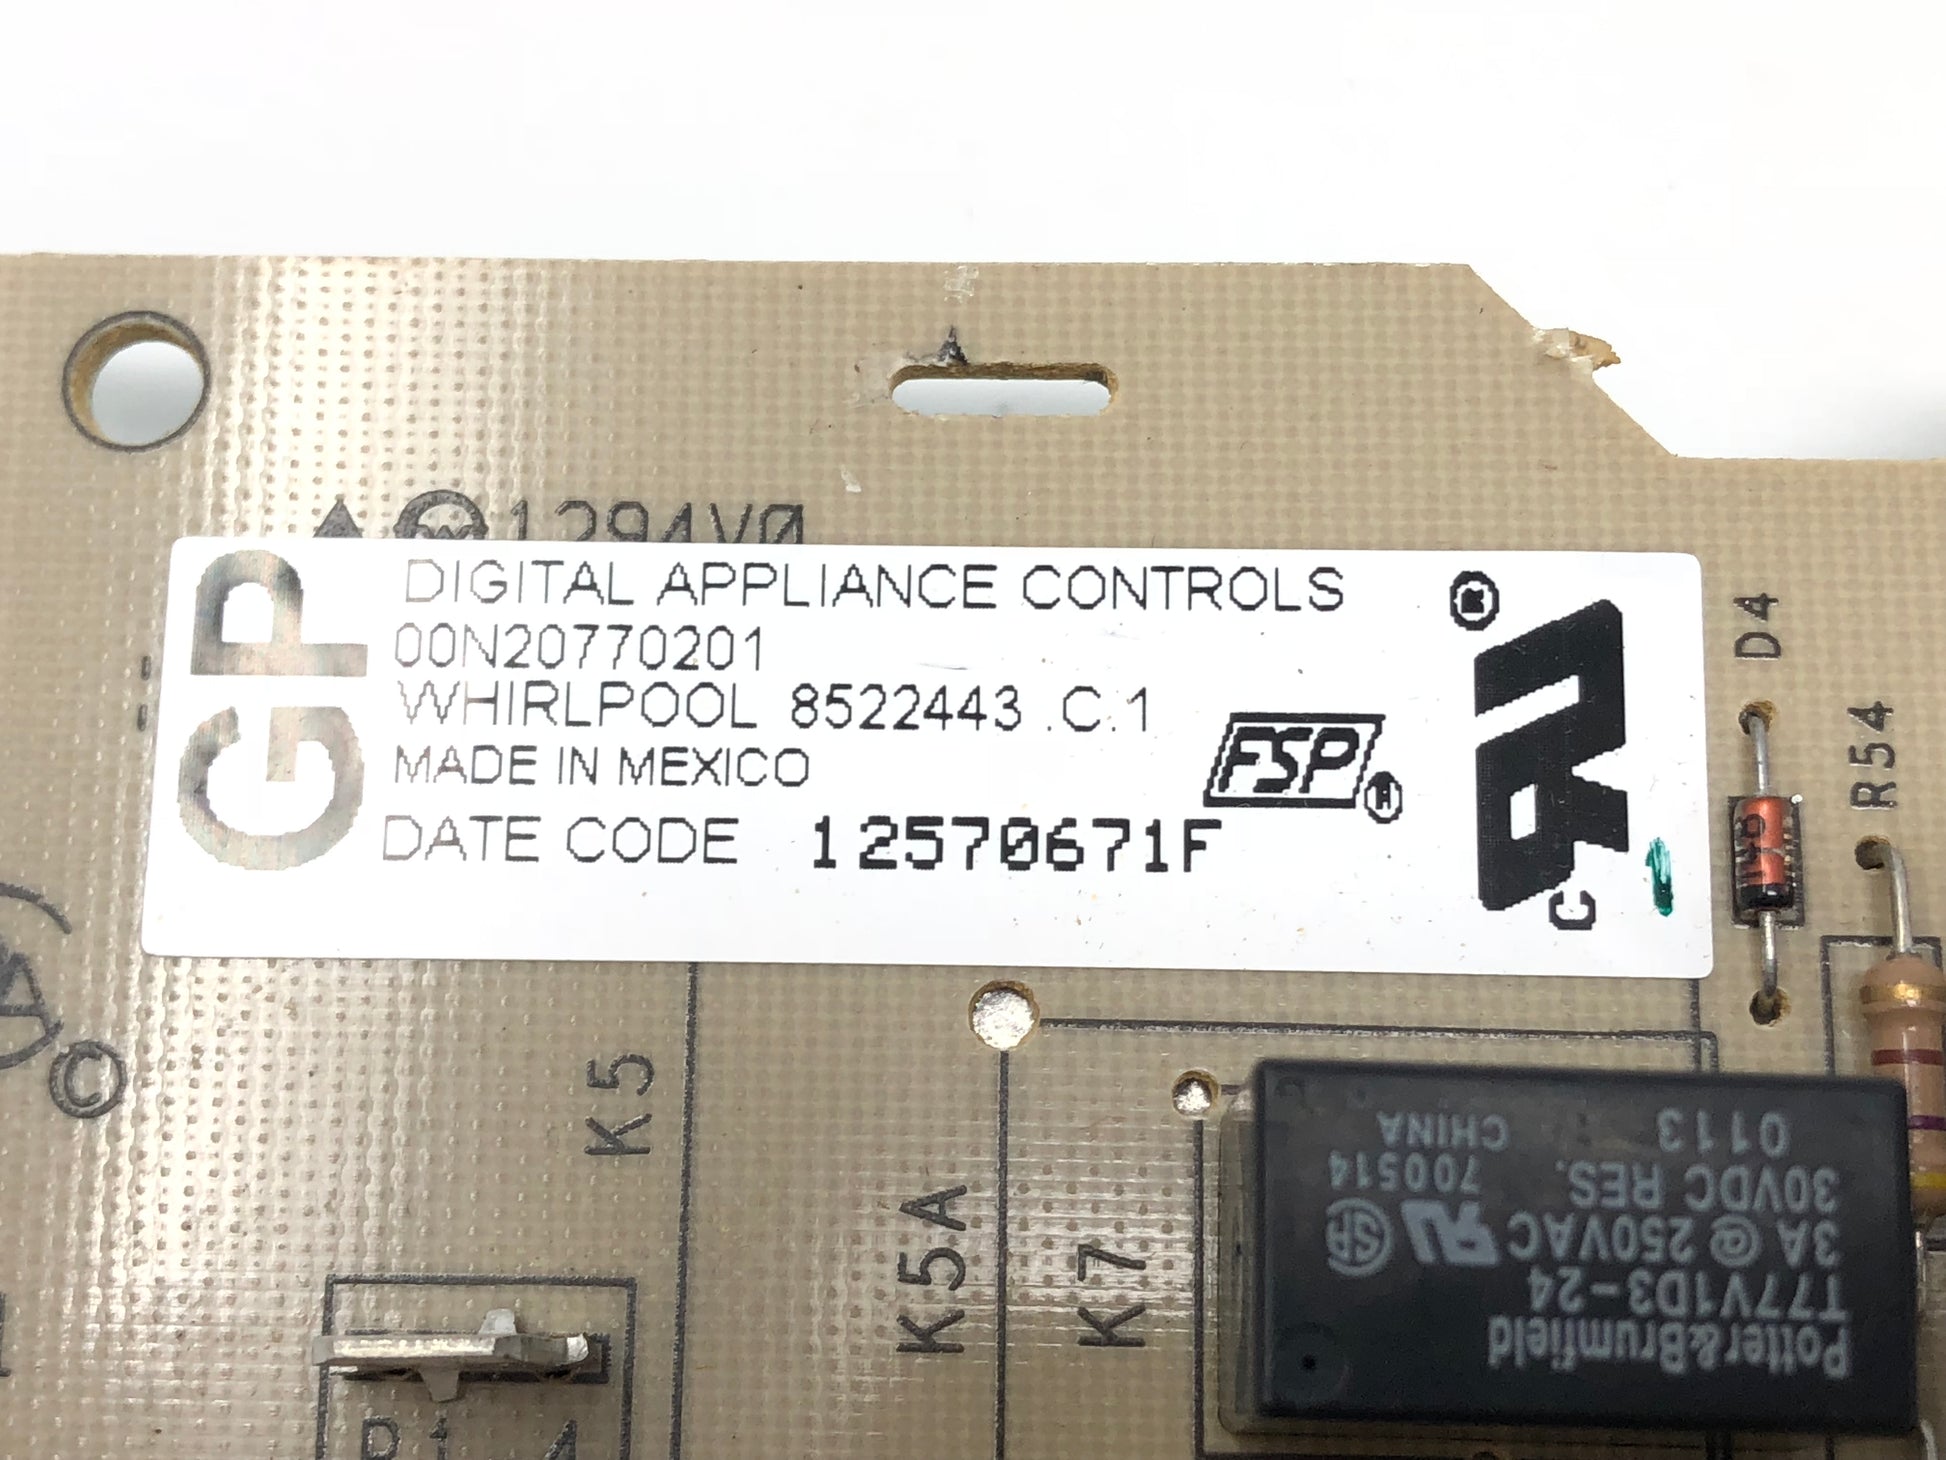 1294V0
GP
DIGITAL APPLIANCE CONTROLS
00N20770201
WHIRLPOOL 8522443 .C.1
MADE IN MEXICO
DATE CODE 12570671F
FSP
®
®
C
D4
R54
©
K5
K5A
K7
Potter&Brumfield
T77V1D3-24
3A @ 250VAC
30VDC RES.
0113
700514
CHINA